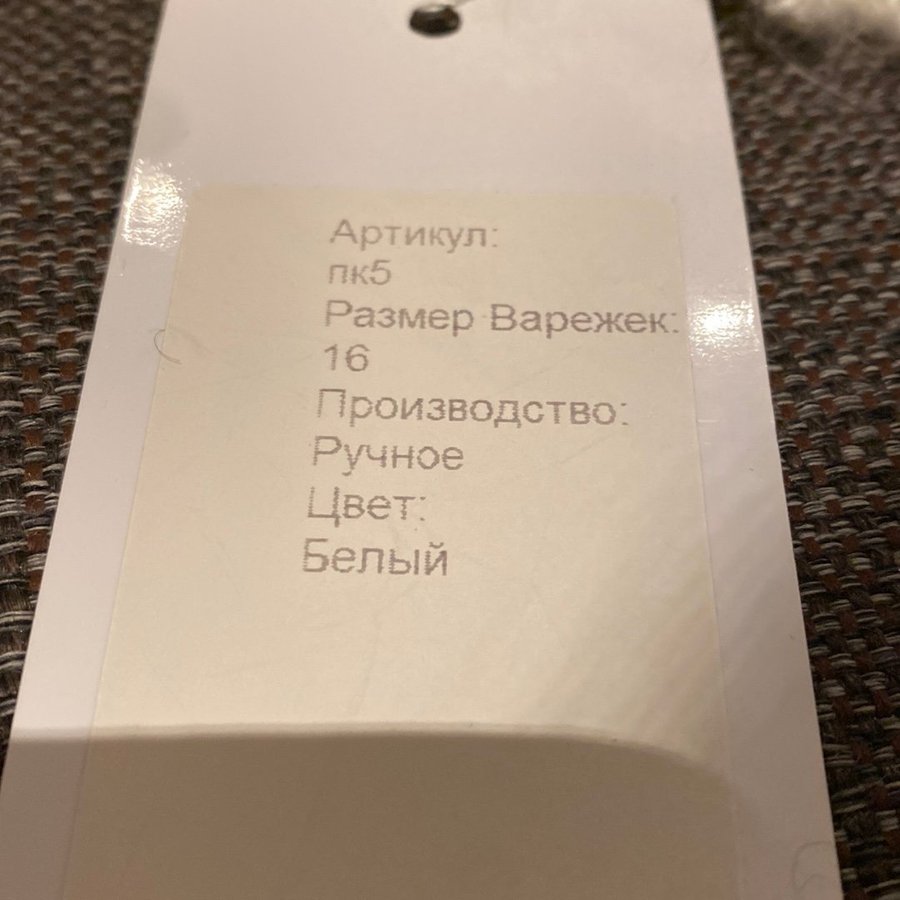 Артикул:
пк5
Размер Варежек:
16
Производство:
Ручное
Цвет:
Белый